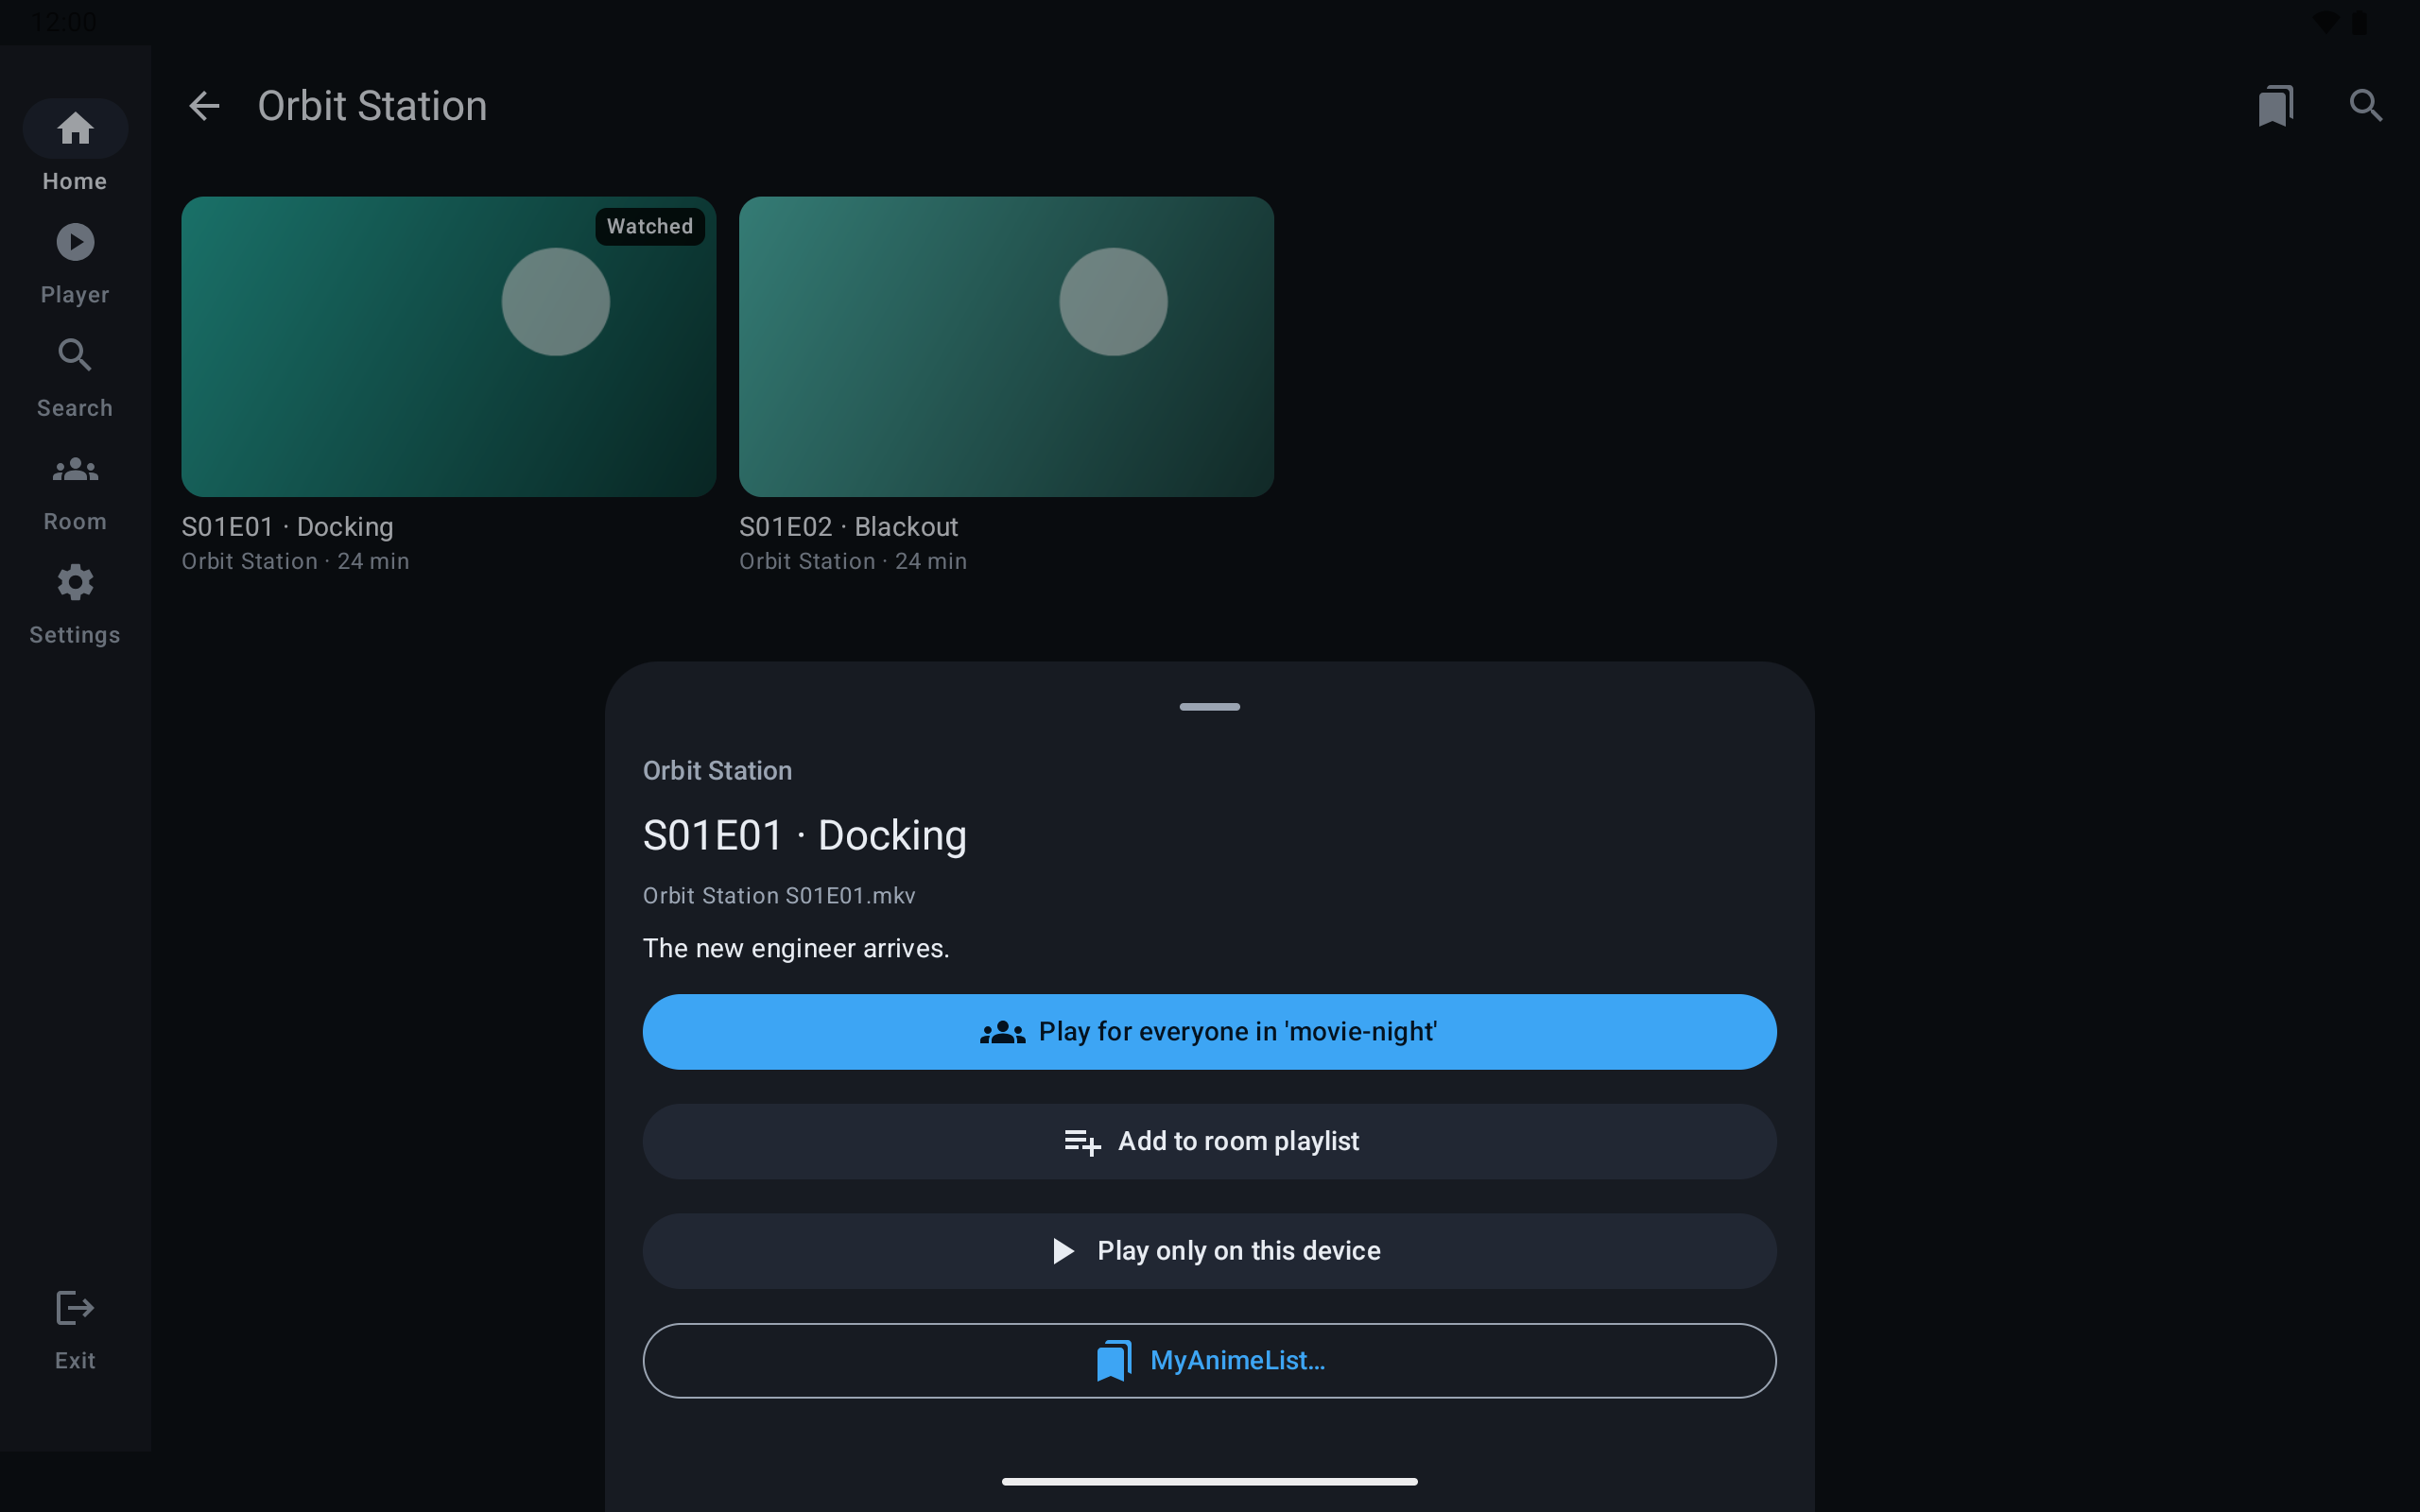 12:00
Orbit Station
Home
Player
Search
Room
Settings
Exit
Watched
S01E01 · Docking
Orbit Station · 24 min
S01E02 · Blackout
Orbit Station · 24 min
Orbit Station
S01E01 · Docking
Orbit Station S01E01.mkv
The new engineer arrives.
Play for everyone in 'movie-night'
Add to room playlist
Play only on this device
MyAnimeList…